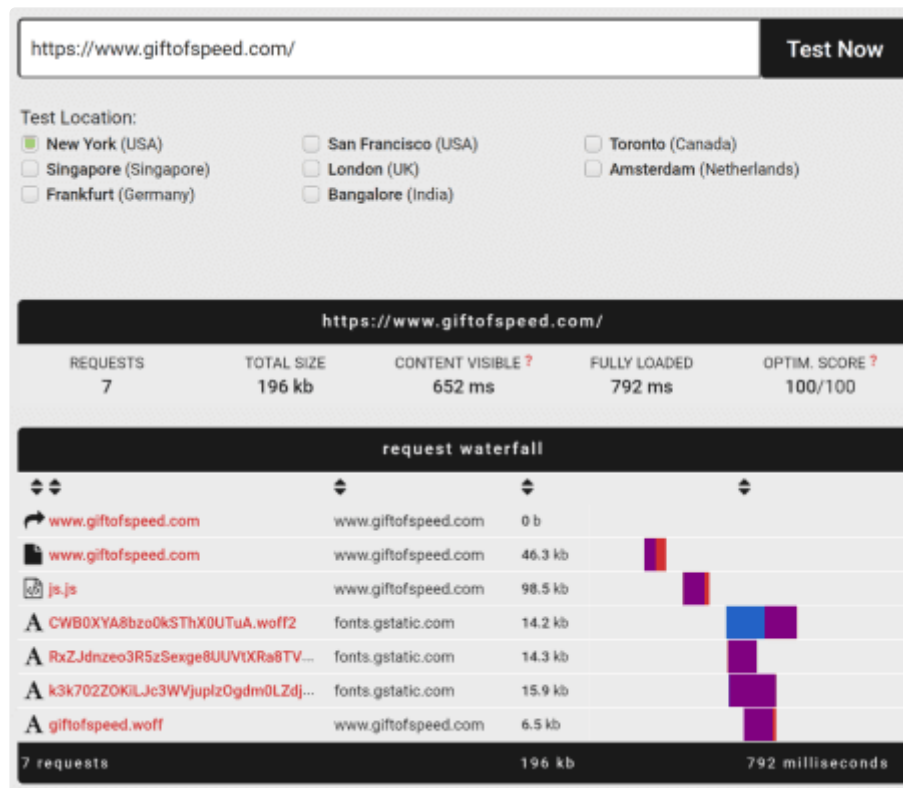 https://www.giftofspeed.com/ Test Now
Test Location:
New York (USA) San Francisco (USA) Toronto (Canada)
Singapore (Singapore) London (UK) Amsterdam (Netherlands)
Frankfurt (Germany) Bangalore (India)
https://www.giftofspeed.com/
REQUESTS TOTAL SIZE CONTENT VISIBLE ? FULLY LOADED OPTIM. SCORE ?
7 196 kb 652 ms 792 ms 100/100
request waterfall
www.giftofspeed.com www.giftofspeed.com 0 b
www.giftofspeed.com www.giftofspeed.com 46.3 kb
js.js www.giftofspeed.com 98.5 kb
A CWB0XYA8bzo0kSThX0UTuA.woff2 fonts.gstatic.com 14.2 kb
A RxZJdnzeo3R5zSexge8UUVtXRa8TV... fonts.gstatic.com 14.3 kb
A k3k702ZOKiLJc3WVjuplzOgdm0LZdj... fonts.gstatic.com 15.9 kb
A giftofspeed.woff www.giftofspeed.com 6.5 kb
7 requests 196 kb 792 milliseconds